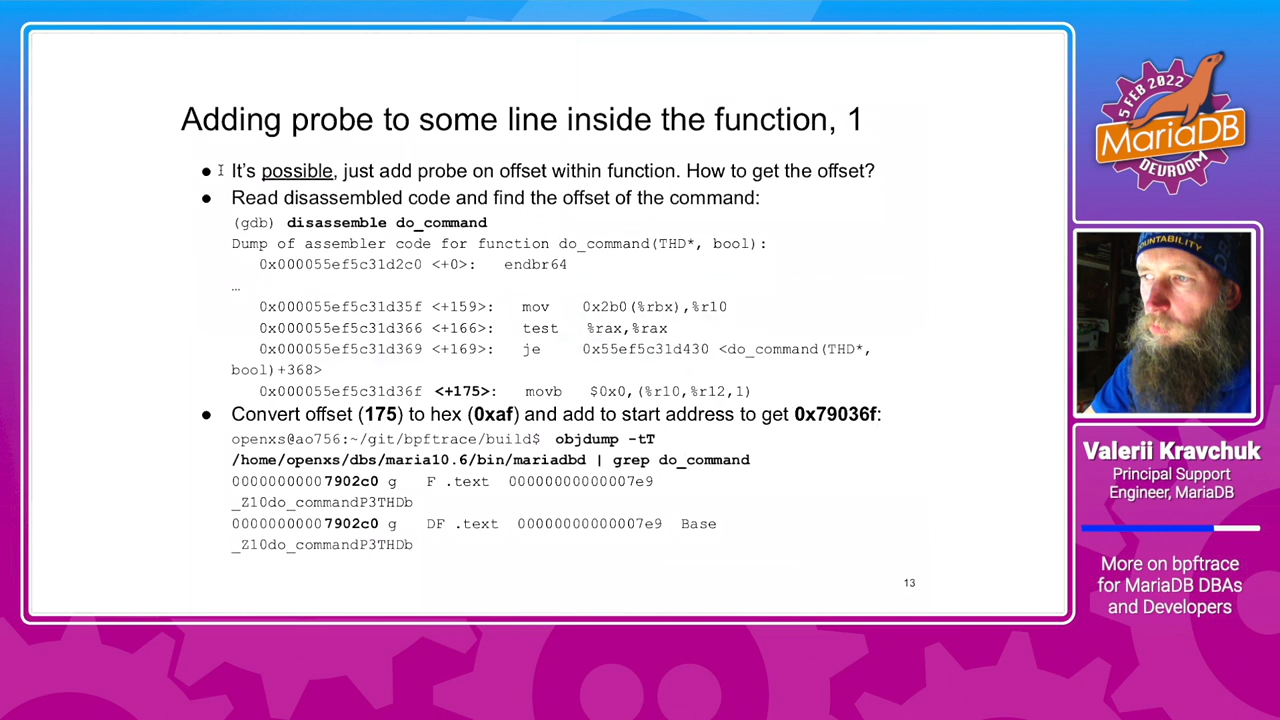 Adding probe to some line inside the function, 1
● It's possible, just add probe on offset within function. How to get the offset?
● Read disassembled code and find the offset of the command:
(gdb) disassemble do_command
Dump of assembler code for function do_command(THD*, bool):
0x000055ef5c31d2c0 <+0>: endbr64
…
0x000055ef5c31d35f <+159>: mov 0x2b0(%rbx),%r10
0x000055ef5c31d366 <+166>: test %rax,%rax
0x000055ef5c31d369 <+169>: je 0x55ef5c31d430 <do_command(THD*,
bool)+368>
0x000055ef5c31d36f <+175>: movb $0x0,(%r10,%r12,1)
● Convert offset (175) to hex (0xaf) and add to start address to get 0x79036f:
openxs@ao756:~/git/bpftrace/build$ objdump -tT
/home/openxs/dbs/maria10.6/bin/mariadbd | grep do_command
00000000007902c0 g F .text 00000000000007e9
_Z10do_commandP3THDb
00000000007902c0 g DF .text 00000000000007e9 Base
_Z10do_commandP3THDb
13
5 FEB 2022
MariaDB
DEVROOM
OUNTABILITY
Valerii Kravchuk
Principal Support
Engineer, MariaDB
More on bpftrace
for MariaDB DBAs
and Developers